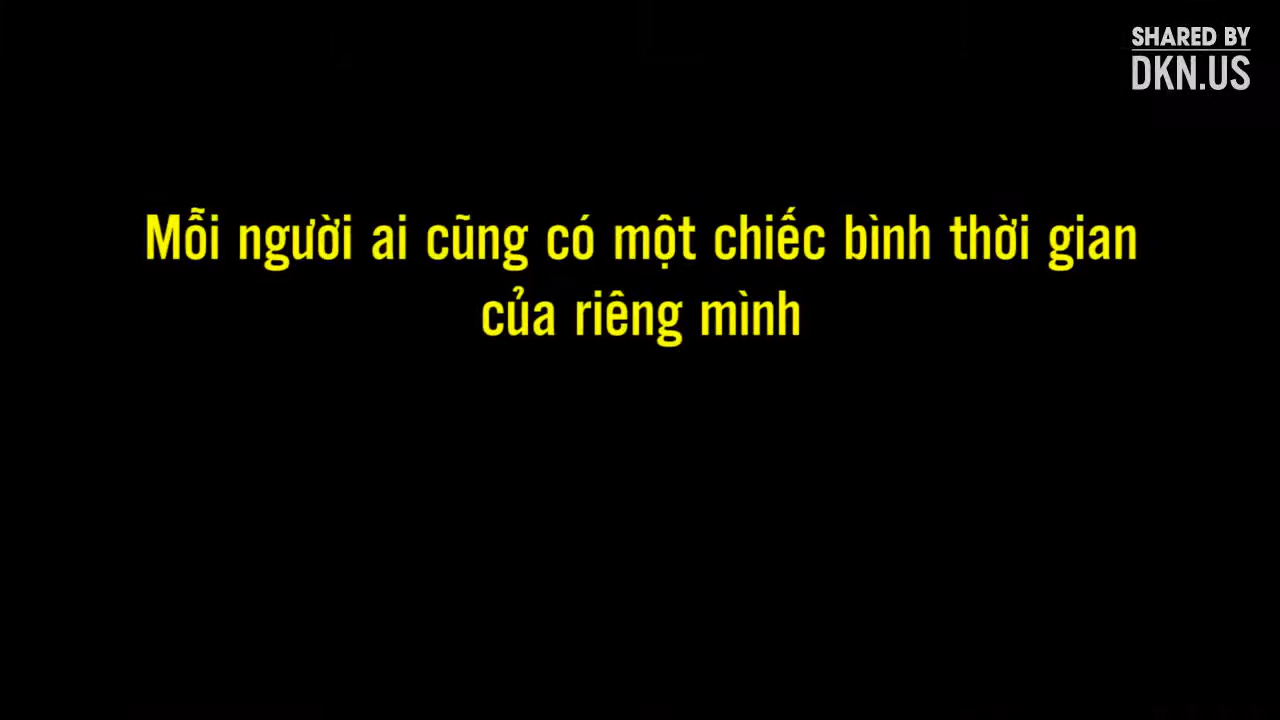 SHARED BY
DKN.US
Mỗi người ai cũng có một chiếc bình thời gian
của riêng mình